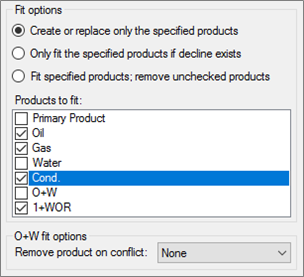 Fit options
Create or replace only the specified products
Only fit the specified products if decline exists
Fit specified products; remove unchecked products
Products to fit:
Primary Product
Oil
Gas
Water
Cond.
O+W
1+WOR
O+W fit options
Remove product on conflict: None